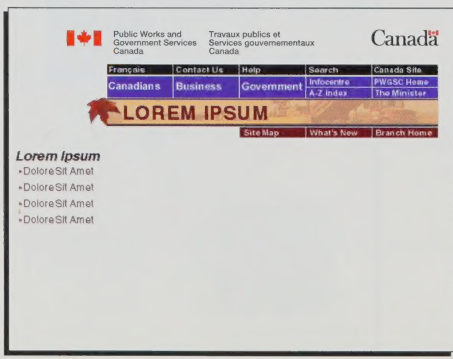 Public Works and Government Services Canada
Travaux publics et Services gouvernementaux Canada
Canada
Français Contact Us Help Search Canada Site
Canadians Business Government Infocentre PWGSC Home
A-Z Index The Minister
LOREM IPSUM
Site Map What's New Branch Home
Lorem Ipsum
Dolore Sit Amet
Dolore Sit Amet
Dolore Sit Amet
Dolore Sit Amet